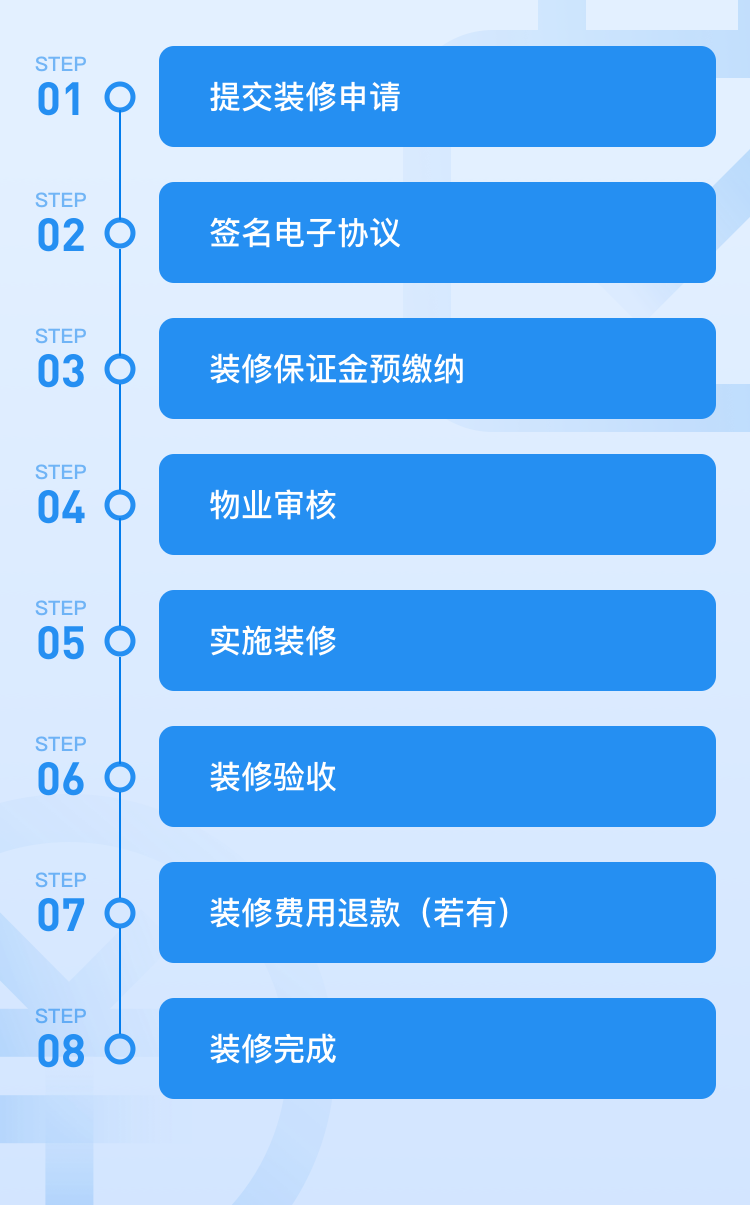 STEP
01
提交装修申请
STEP
02
签名电子协议
STEP
03
装修保证金预缴纳
STEP
04
物业审核
STEP
05
实施装修
STEP
06
装修验收
STEP
07
装修费用退款（若有）
STEP
08
装修完成